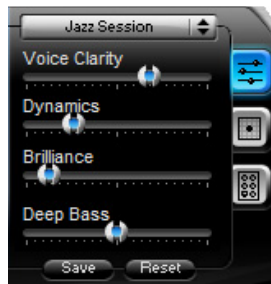 Jazz Session
Voice Clarity
Dynamics
Brilliance
Deep Bass
Save Reset